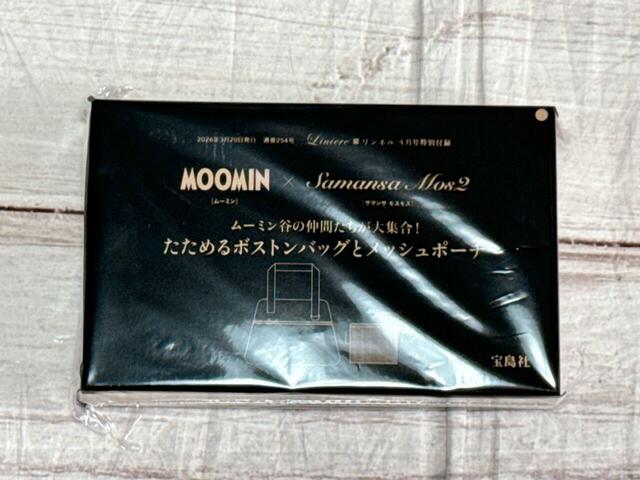 2026年3月20日発行 通巻254号 Liniere リンネル 4月号特別付録
MOOMIN × Samansa Mos2
[ムーミン] [サマンサ モスモス]
ムーミン谷の仲間たちが大集合!
たためるボストンバッグとメッシュポーチ
宝島社